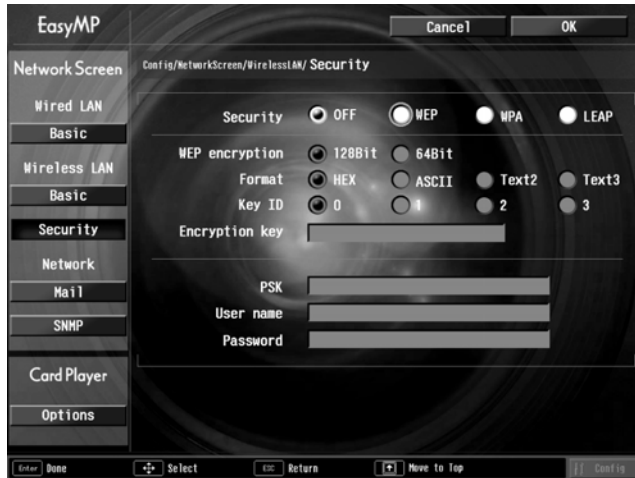 EasyMP
Cancel
OK
Network Screen
Config/NetworkScreen/WirelessLAN/ Security
Wired LAN
Basic
Wireless LAN
Basic
Security
Network
Mail
SNMP
Card Player
Options
Security OFF WEP WPA LEAP
WEP encryption 128Bit 64Bit
Format HEX ASCII Text2 Text3
Key ID 0 1 2 3
Encryption key
PSK
User name
Password
Enter Done Select ESC Return Move to Top Config